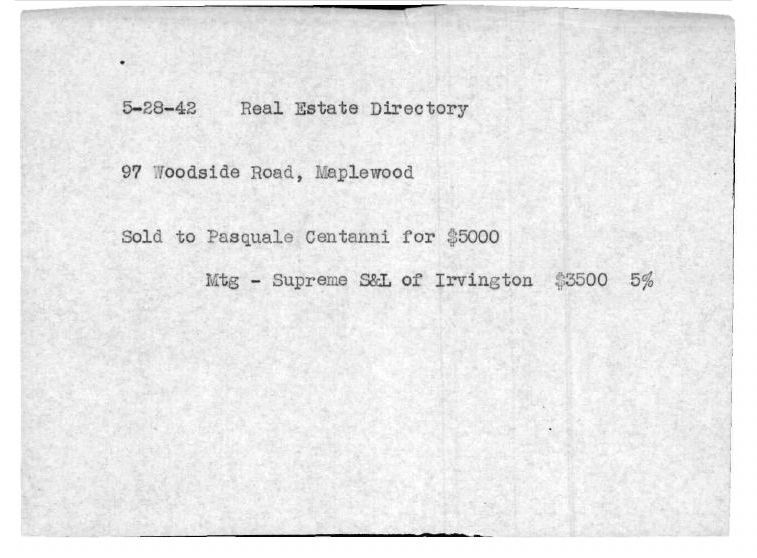 5-28-42 Real Estate Directory
97 Woodside Road, Maplewood
Sold to Pasquale Centanni for $5000
Mtg - Supreme S&L of Irvington $3500 5%